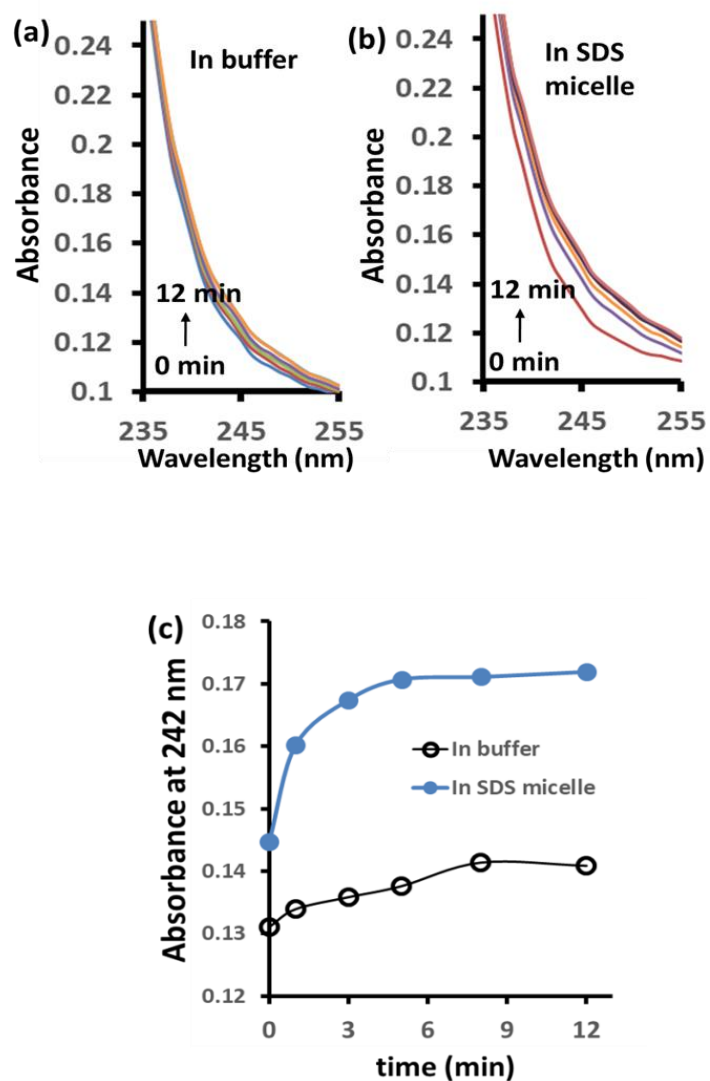 (a)
In buffer
0.24
0.22
0.2
0.18
0.16
0.14
0.12
0.1
Absorbance
12 min
0 min
235
245
255
Wavelength (nm)
(b)
In SDS
micelle
0.24
0.22
0.2
0.18
0.16
0.14
0.12
0.1
Absorbance
12 min
0 min
235
245
255
Wavelength (nm)
(c)
0.18
0.17
0.16
0.15
0.14
0.13
0.12
Absorbance at 242 nm
In buffer
In SDS micelle
0
3
6
9
12
time (min)